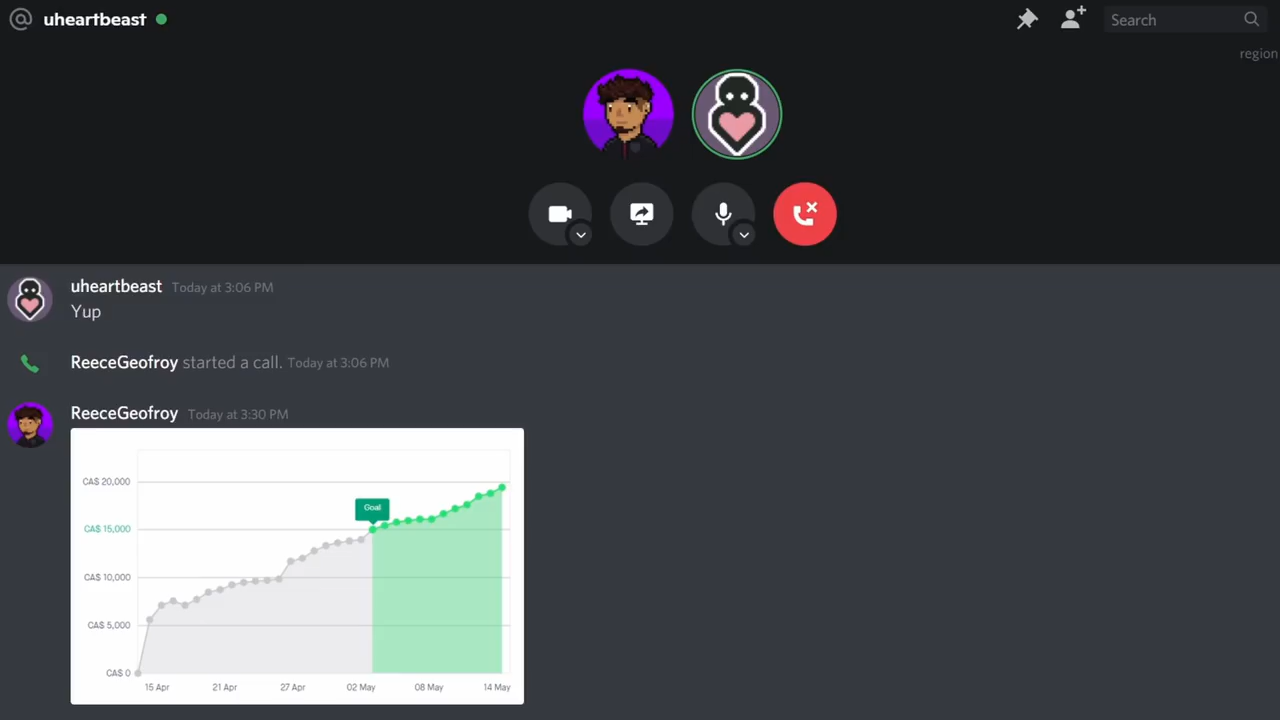 @ uheartbeast
Search
region
uheartbeast Today at 3:06 PM
Yup
ReeceGeofroy started a call. Today at 3:06 PM
ReeceGeofroy Today at 3:30 PM
CA$ 20,000
Goal
CA$ 15,000
CA$ 10,000
CA$ 5,000
CA$ 0
15 Apr 21 Apr 27 Apr 02 May 08 May 14 May